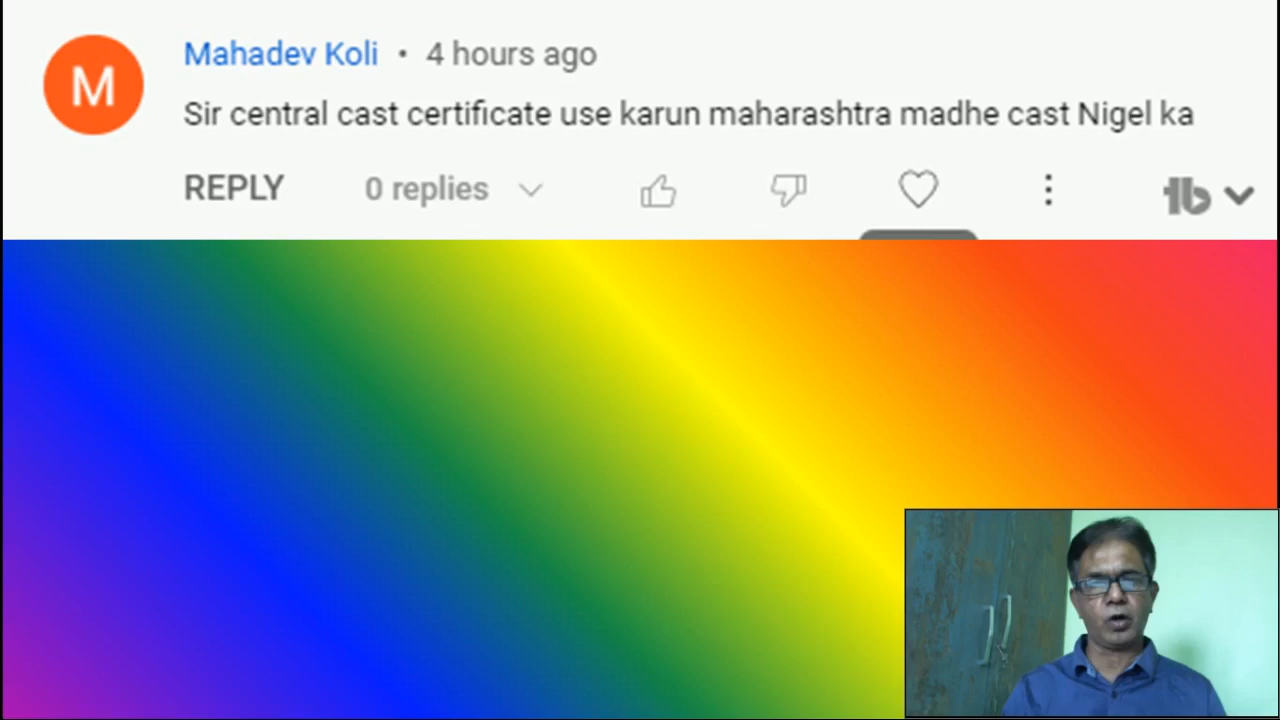 M
Mahadev Koli • 4 hours ago
Sir central cast certificate use karun maharashtra madhe cast Nigel ka
REPLY 0 replies
tb